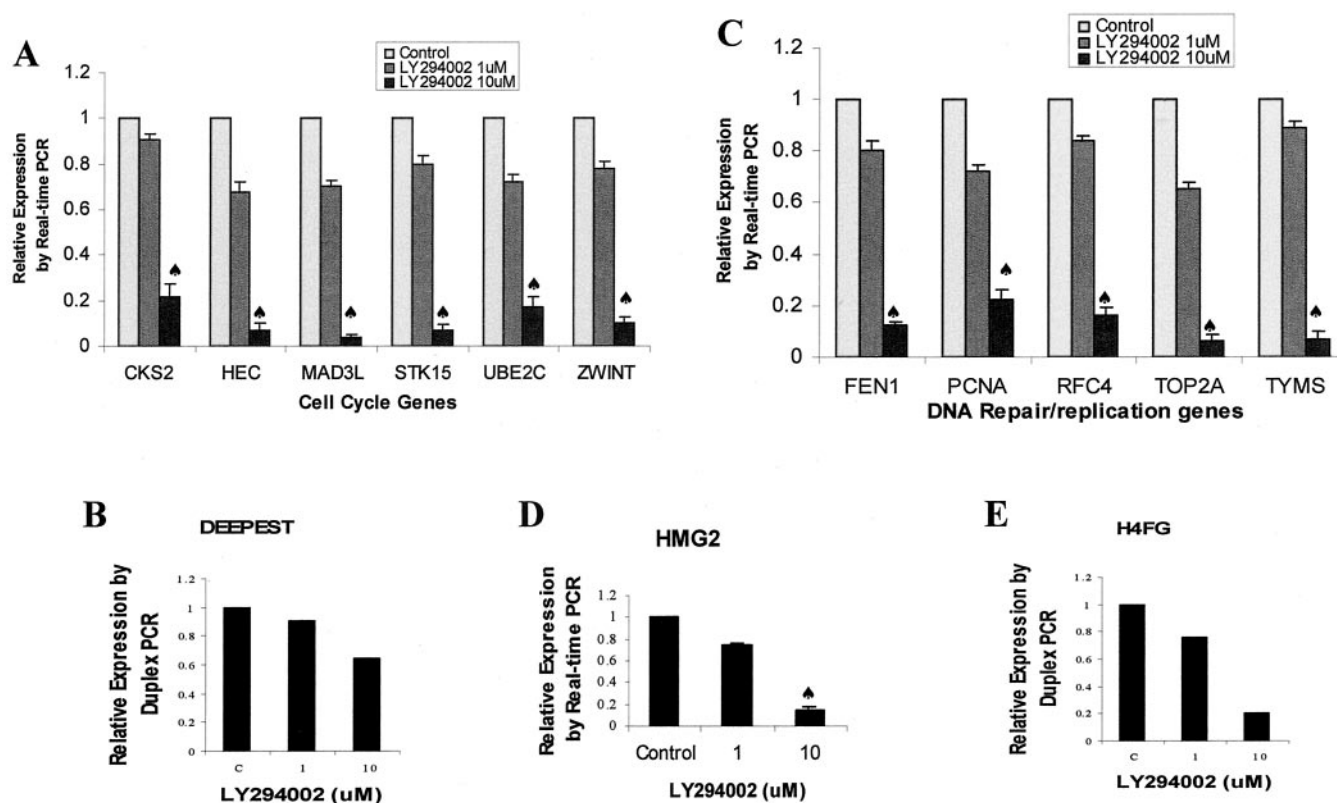 A
Control
LY294002 1uM
LY294002 10uM
Relative Expression
by Real-time PCR
1.2
1
0.8
0.6
0.4
0.2
0
CKS2 HEC MAD3L STK15 UBE2C ZWINT
Cell Cycle Genes
C
Control
LY294002 1uM
LY294002 10uM
Relative Expression
by Real-time PCR
1.2
1
0.8
0.6
0.4
0.2
0
FEN1 PCNA RFC4 TOP2A TYMS
DNA Repair/replication genes
B
DEEPEST
Relative Expression by
Duplex PCR
1.2
1
0.8
0.6
0.4
0.2
0
C 1 10
LY294002 (uM)
D
HMG2
Relative Expression
by Real-time PCR
1.2
1
0.8
0.6
0.4
0.2
0
Control 1 10
LY294002 (uM)
E
H4FG
Relative Expression by
Duplex PCR
1.2
1
0.8
0.6
0.4
0.2
0
C 1 10
LY294002 (uM)